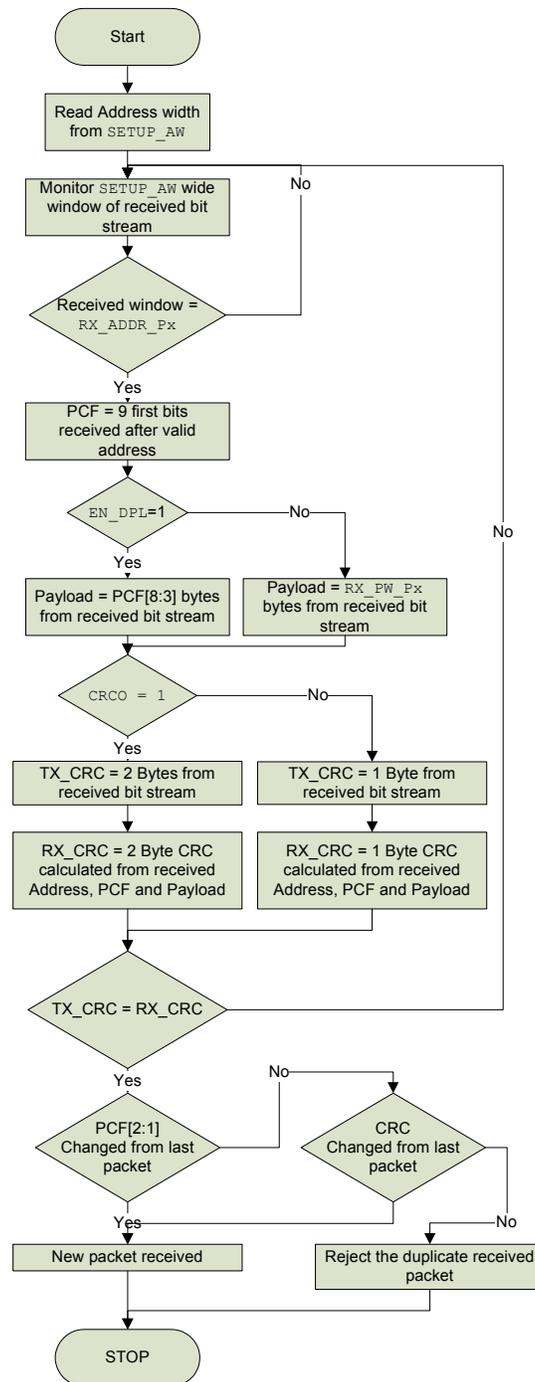 Start
Read Address width
from SETUP_AW
No
Monitor SETUP_AW wide
window of received bit
stream
Received window =
RX_ADDR_Px
Yes
PCF = 9 first bits
received after valid
address
EN_DPL=1
No
No
Yes
Payload = PCF[8:3] bytes
from received bit stream
Payload = RX_PW_Px
bytes from received bit
stream
CRCO = 1
No
Yes
TX_CRC = 2 Bytes from
received bit stream
TX_CRC = 1 Byte from
received bit stream
RX_CRC = 2 Byte CRC
calculated from received
Address, PCF and Payload
RX_CRC = 1 Byte CRC
calculated from received
Address, PCF and Payload
TX_CRC = RX_CRC
Yes
No
PCF[2:1]
Changed from last
packet
CRC
Changed from last
packet
Yes
No
New packet received
Reject the duplicate received
packet
STOP